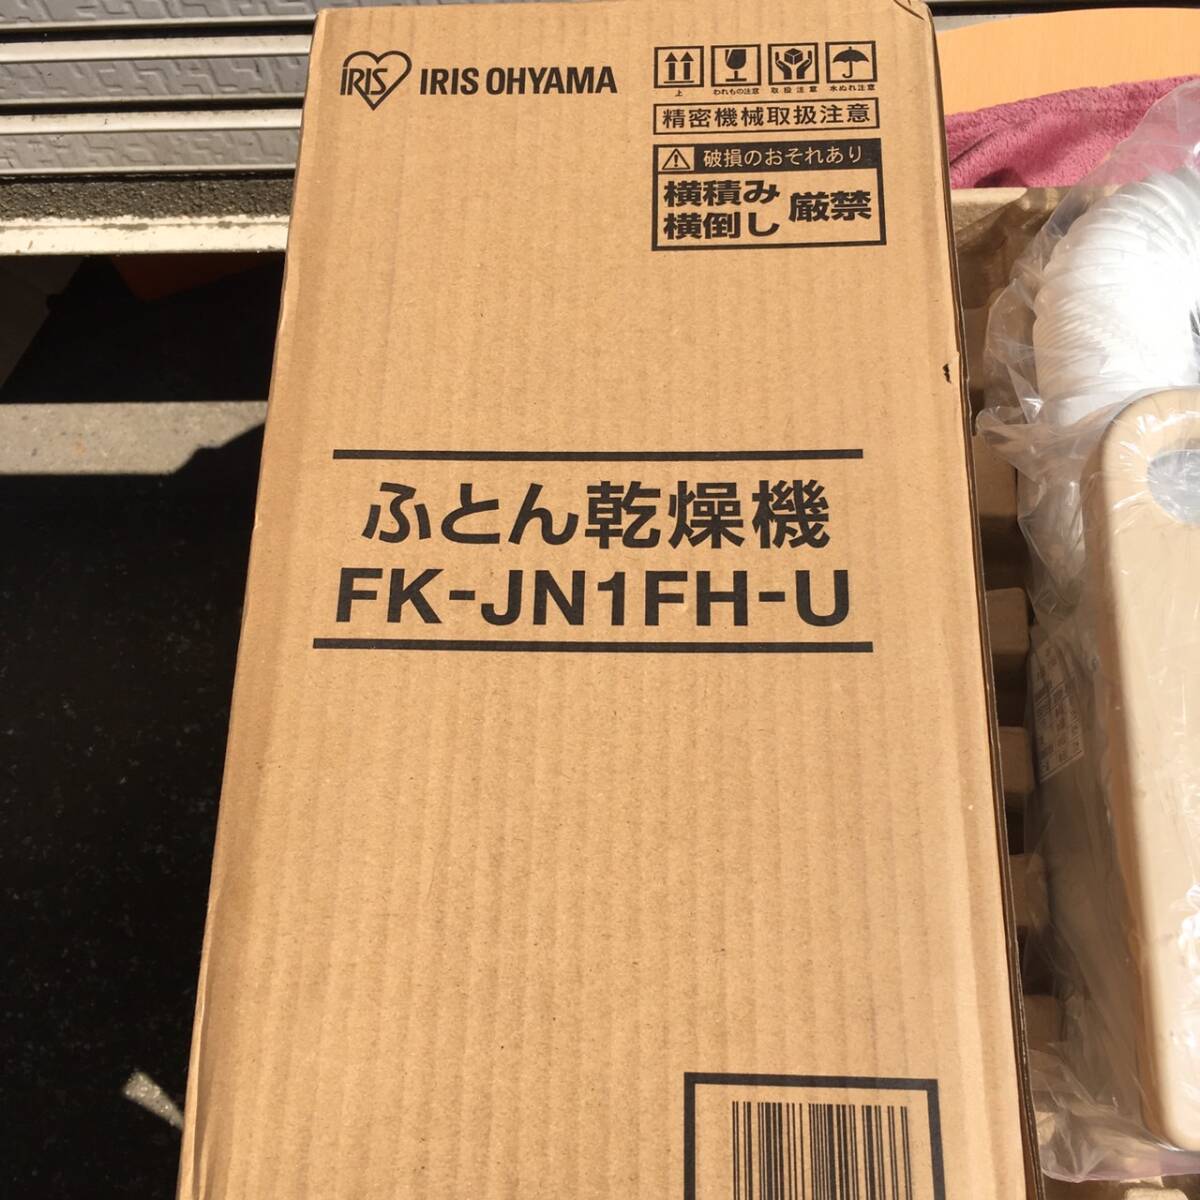 IRIS IRIS OHYAMA
上 われもの注意 取扱注意 水ぬれ注意
精密機械取扱注意
破損のおそれあり
横積み
横倒し 厳禁
ふとん乾燥機
FK-JN1FH-U